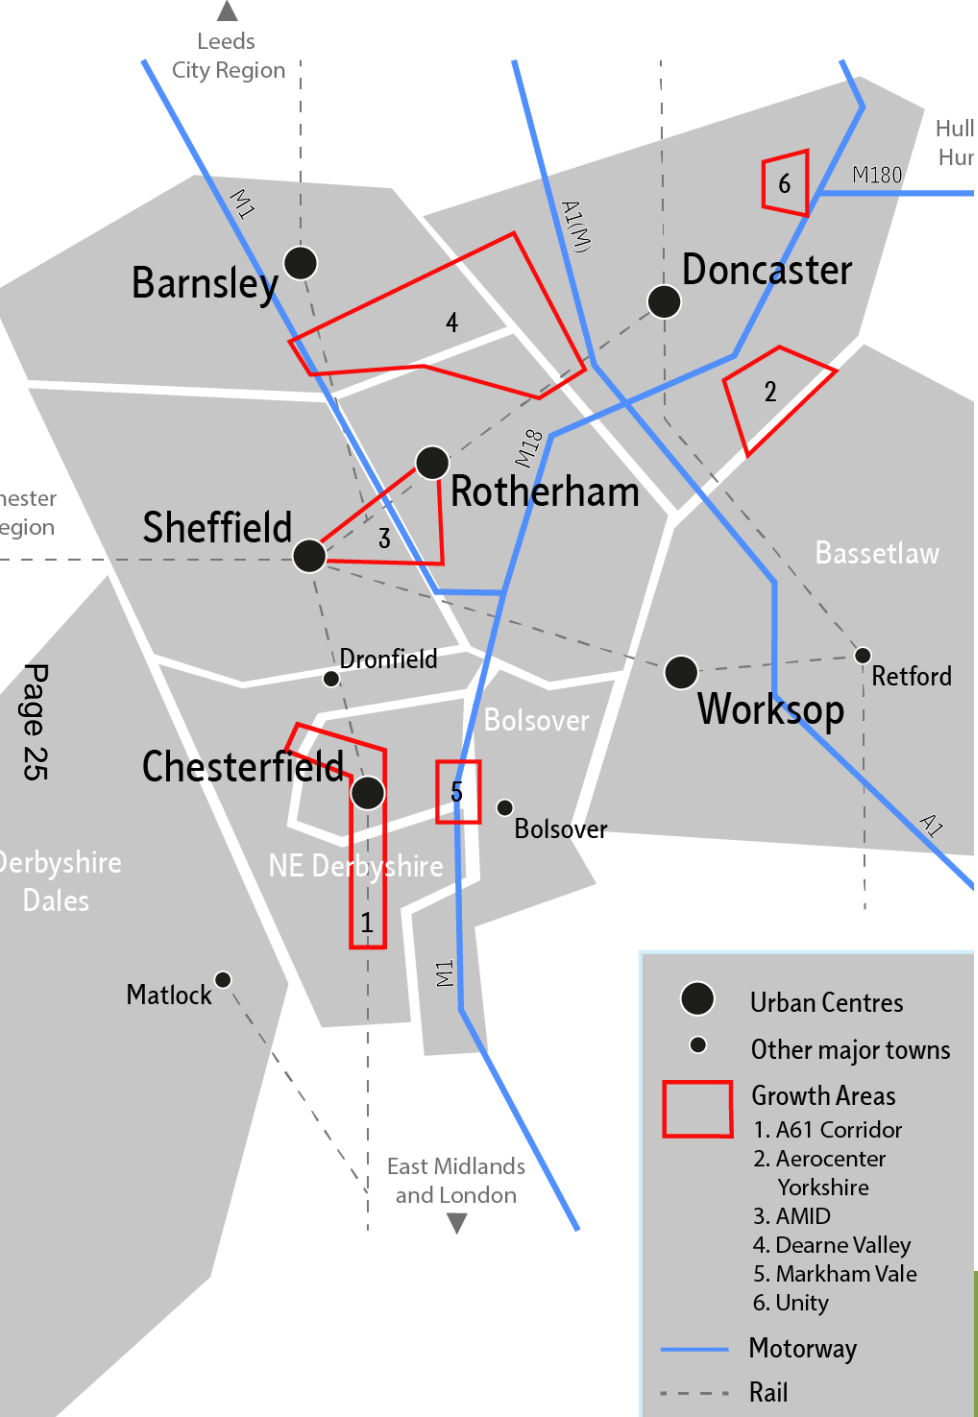 Leeds
City Region
Hull
M180
M1
A1(M)
6
Doncaster
Barnsley
4
2
M18
Rotherham
Sheffield
3
Bassetlaw
Dronfield
Retford
Page 25
Worksop
Bolsover
Chesterfield
5
Bolsover
A1
NE Derbyshire
Derbyshire
Dales
1
M1
Matlock
East Midlands
and London
Urban Centres
Other major towns
Growth Areas
1. A61 Corridor
2. Aerocenter
Yorkshire
3. AMID
4. Dearne Valley
5. Markham Vale
6. Unity
Motorway
Rail